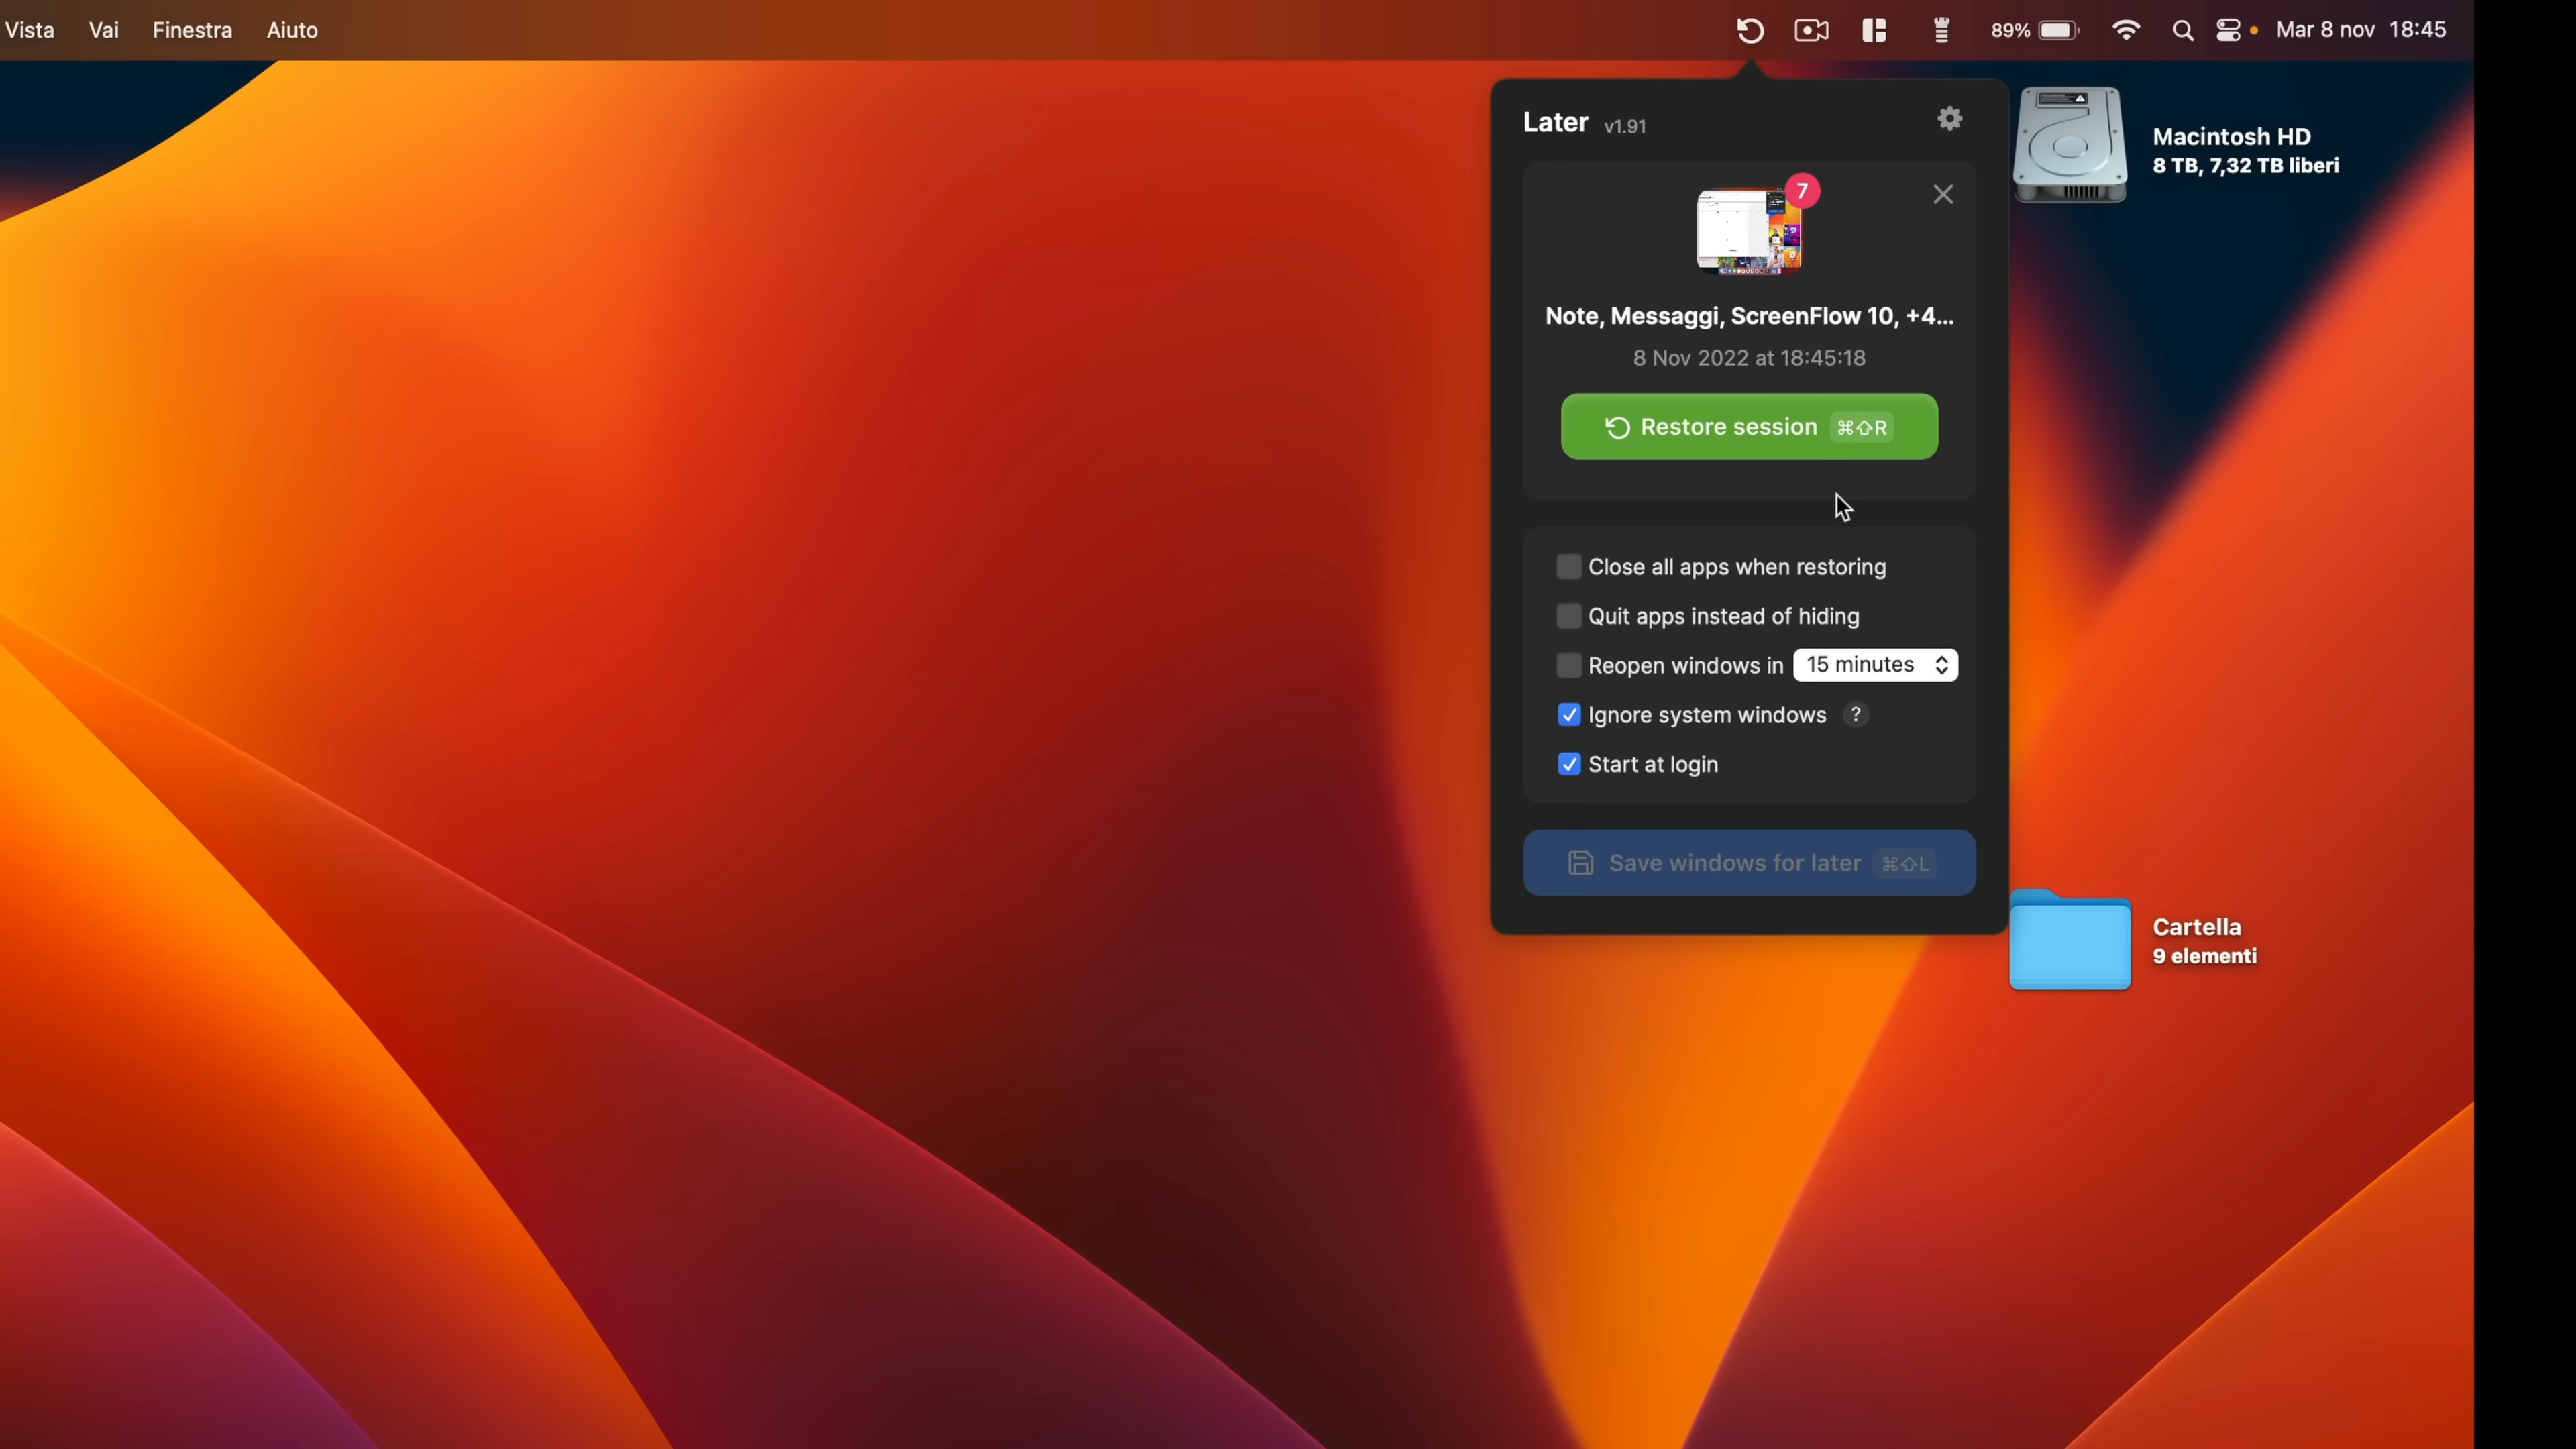 Vista Vai Finestra Aiuto 89% Mar 8 nov 18:45
Later v1.91
7
Note, Messaggi, ScreenFlow 10, +4...
8 Nov 2022 at 18:45:18
Restore session ⌘⇧R
Close all apps when restoring
Quit apps instead of hiding
Reopen windows in 15 minutes
Ignore system windows ?
Start at login
Save windows for later ⌘⇧L
Macintosh HD
8 TB, 7,32 TB liberi
Cartella
9 elementi